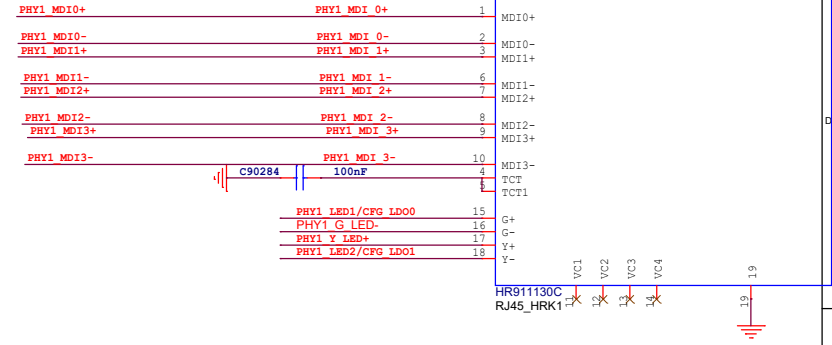 PHY1_MDI0+ PHY1_MDI_0+ 1 MDI0+
PHY1_MDI0- PHY1_MDI_0- 2 MDI0-
PHY1_MDI1+ PHY1_MDI_1+ 3 MDI1+
PHY1_MDI1- PHY1_MDI_1- 6 MDI1-
PHY1_MDI2+ PHY1_MDI_2+ 7 MDI2+
PHY1_MDI2- PHY1_MDI_2- 8 MDI2-
PHY1_MDI3+ PHY1_MDI_3+ 9 MDI3+
D
PHY1_MDI3- PHY1_MDI_3- 10 MDI3-
C90284 100nF 4 TCT
5 TCT1
PHY1_LED1/CFG_LDO0 15 G+
PHY1_G_LED- 16 G-
PHY1_Y_LED+ 17 Y+
PHY1_LED2/CFG_LDO1 18 Y-
VC1 VC2 VC3 VC4 19
HR911130C
RJ45_HRK1 11 12 13 14 19